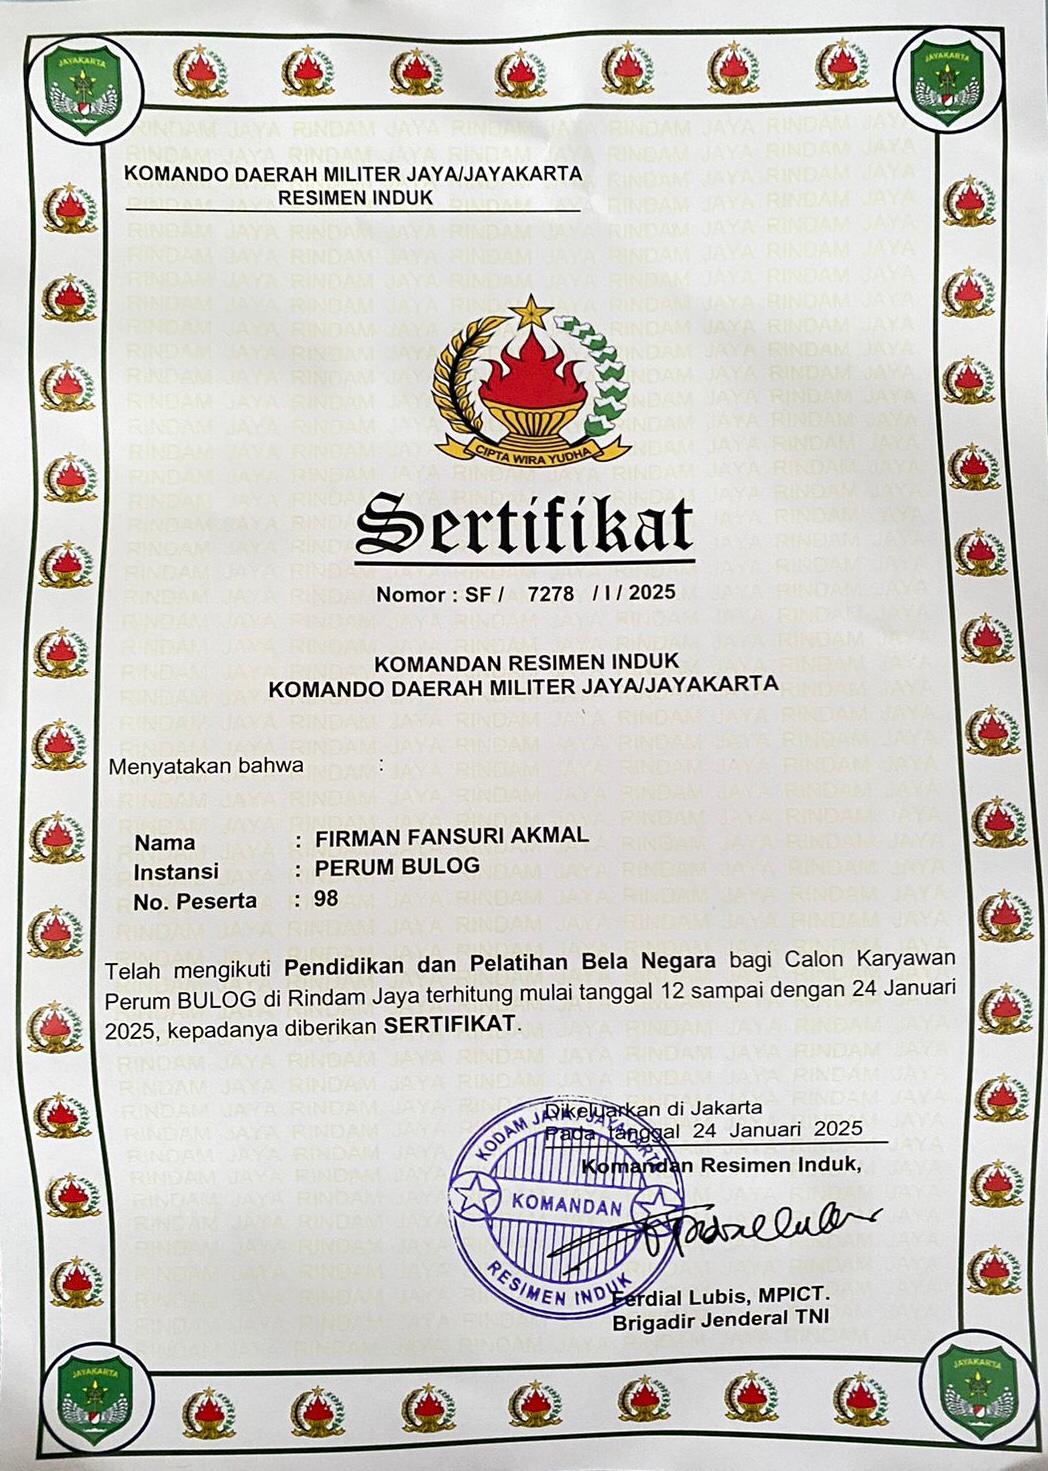 JAYAKARTA
JAYAKARTA
KOMANDO DAERAH MILITER JAYA/JAYAKARTA
RESIMEN INDUK
CIPTA WIRA YUDHA
Sertifikat
Nomor : SF / 7278 / I / 2025
KOMANDAN RESIMEN INDUK
KOMANDO DAERAH MILITER JAYA/JAYAKARTA
Menyatakan bahwa :
Nama : FIRMAN FANSURI AKMAL
Instansi : PERUM BULOG
No. Peserta : 98
Telah mengikuti Pendidikan dan Pelatihan Bela Negara bagi Calon Karyawan
Perum BULOG di Rindam Jaya terhitung mulai tanggal 12 sampai dengan 24 Januari
2025, kepadanya diberikan SERTIFIKAT.
Dikeluarkan di Jakarta
Pada tanggal 24 Januari 2025
Komandan Resimen Induk,
KODAM JAYA/JAYAKARTA
KOMANDAN
RESIMEN INDUK
Ferdial Lubis, MPICT.
Brigadir Jenderal TNI
JAYAKARTA
JAYAKARTA